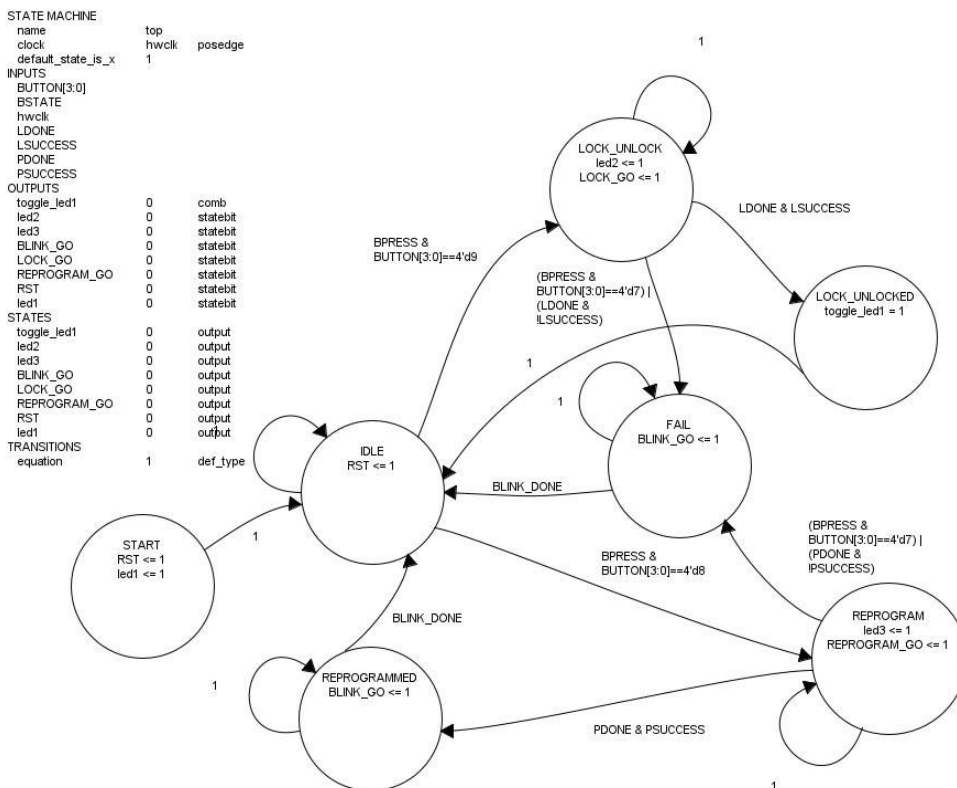 STATE MACHINE
name top
clock hwclk posedge
default_state_is_x 1
INPUTS
BUTTON[3:0]
BSTATE
hwclk
LDONE
LSUCCESS
PDONE
PSUCCESS
OUTPUTS
toggle_led1 0 comb
led2 0 statebit
led3 0 statebit
BLINK_GO 0 statebit
LOCK_GO 0 statebit
REPROGRAM_GO 0 statebit
RST 0 statebit
led1 0 statebit
STATES
toggle_led1 0 output
led2 0 output
led3 0 output
BLINK_GO 0 output
LOCK_GO 0 output
REPROGRAM_GO 0 output
RST 0 output
led1 0 output
1
TRANSITIONS
equation 1 def_type
1
LOCK_UNLOCK
led2 <= 1
LOCK_GO <= 1
LDONE & LSUCCESS
BPRESS &
BUTTON[3:0]==4'd9
(BPRESS &
BUTTON[3:0]==4'd7) |
(LDONE &
!LSUCCESS)
LOCK_UNLOCKED
toggle_led1 = 1
1
1
FAIL
BLINK_GO <= 1
IDLE
RST <= 1
BLINK_DONE
START
RST <= 1
led1 <= 1
1
BPRESS &
BUTTON[3:0]==4'd8
(BPRESS &
BUTTON[3:0]==4'd7) |
(PDONE &
!PSUCCESS)
BLINK_DONE
REPROGRAM
led3 <= 1
REPROGRAM_GO <= 1
1
REPROGRAMMED
BLINK_GO <= 1
PDONE & PSUCCESS
1